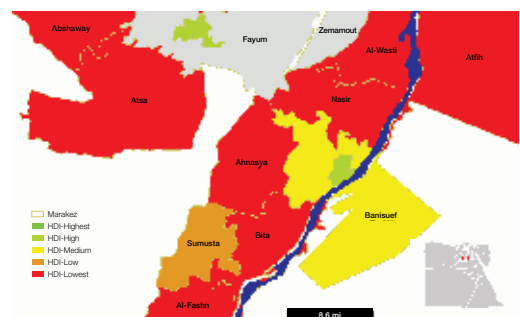 Abshaway
Fayum
Zemamout
Al-Wasti
Atfih
Atsa
Nasir
Ahnasya
Banisuef
Sumusta
Bita
Al-Fashn
Marakez
HDI-Highest
HDI-High
HDI-Medium
HDI-Low
HDI-Lowest
8.6 mi